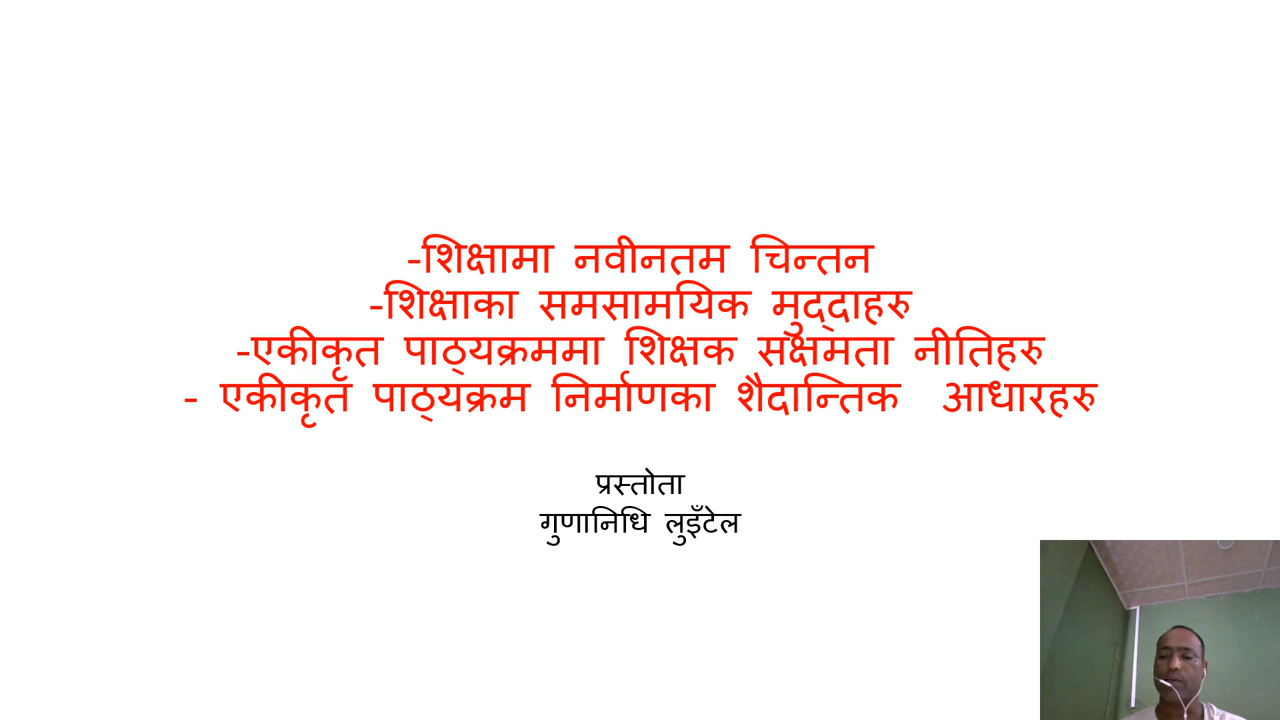 -शिक्षामा नवीनतम चिन्तन
-शिक्षाका समसामयिक मुद्दाहरु
-एकीकृत पाठ्यक्रममा शिक्षक सक्षमता नीतिहरु
- एकीकृत पाठ्यक्रम निर्माणका शैदान्तिक आधारहरु
प्रस्तोता
गुणानिधि लुइँटेल